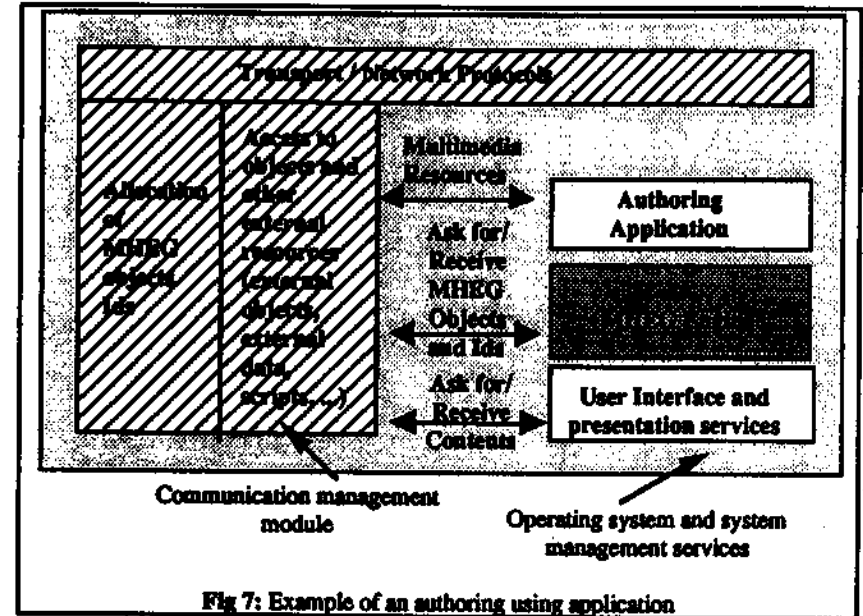 Transport / Network Protocols
Allocation
of
MHEG
objects
Ids
Access to
objects and
other
external
resources
(external
objects,
external
data,
scripts,...)
Multimedia
Resources
Ask for/
Receive
MHEG
Objects
and Ids
Ask for/
Receive
Contents
Authoring
Application
User Interface and
presentation services
Communication management
module
Operating system and system
management services
Fig 7: Example of an authoring using application